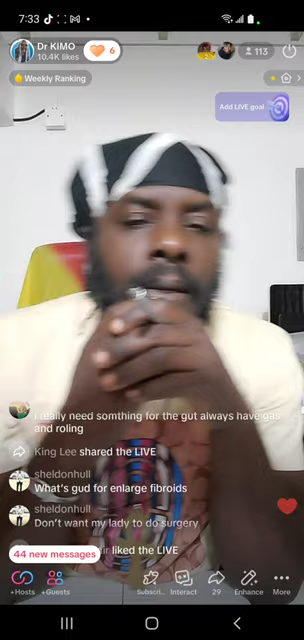 7:33
Dr KiMO
10.4K likes
6
113
Weekly Ranking
Add LIVE goal
i really need somthing for the gut always have gas
and roling
King Lee shared the LIVE
sheldonhull
What's gud for enlarge fibroids
sheldonhull
Don't want my lady to do surgery
44 new messages
liked the LIVE
+Hosts
+Guests
Subscri...
Interact
29
Enhance
More